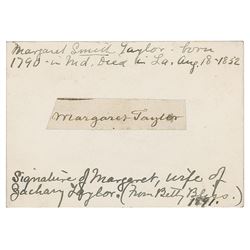 Margaret Smith Taylor - born
1790 - in Md. Died in La. Aug. 18 - 1852
Margaret Taylor
Signature of Margaret, wife of
Zachary Taylor. (From Betty Bliss.)
1891.